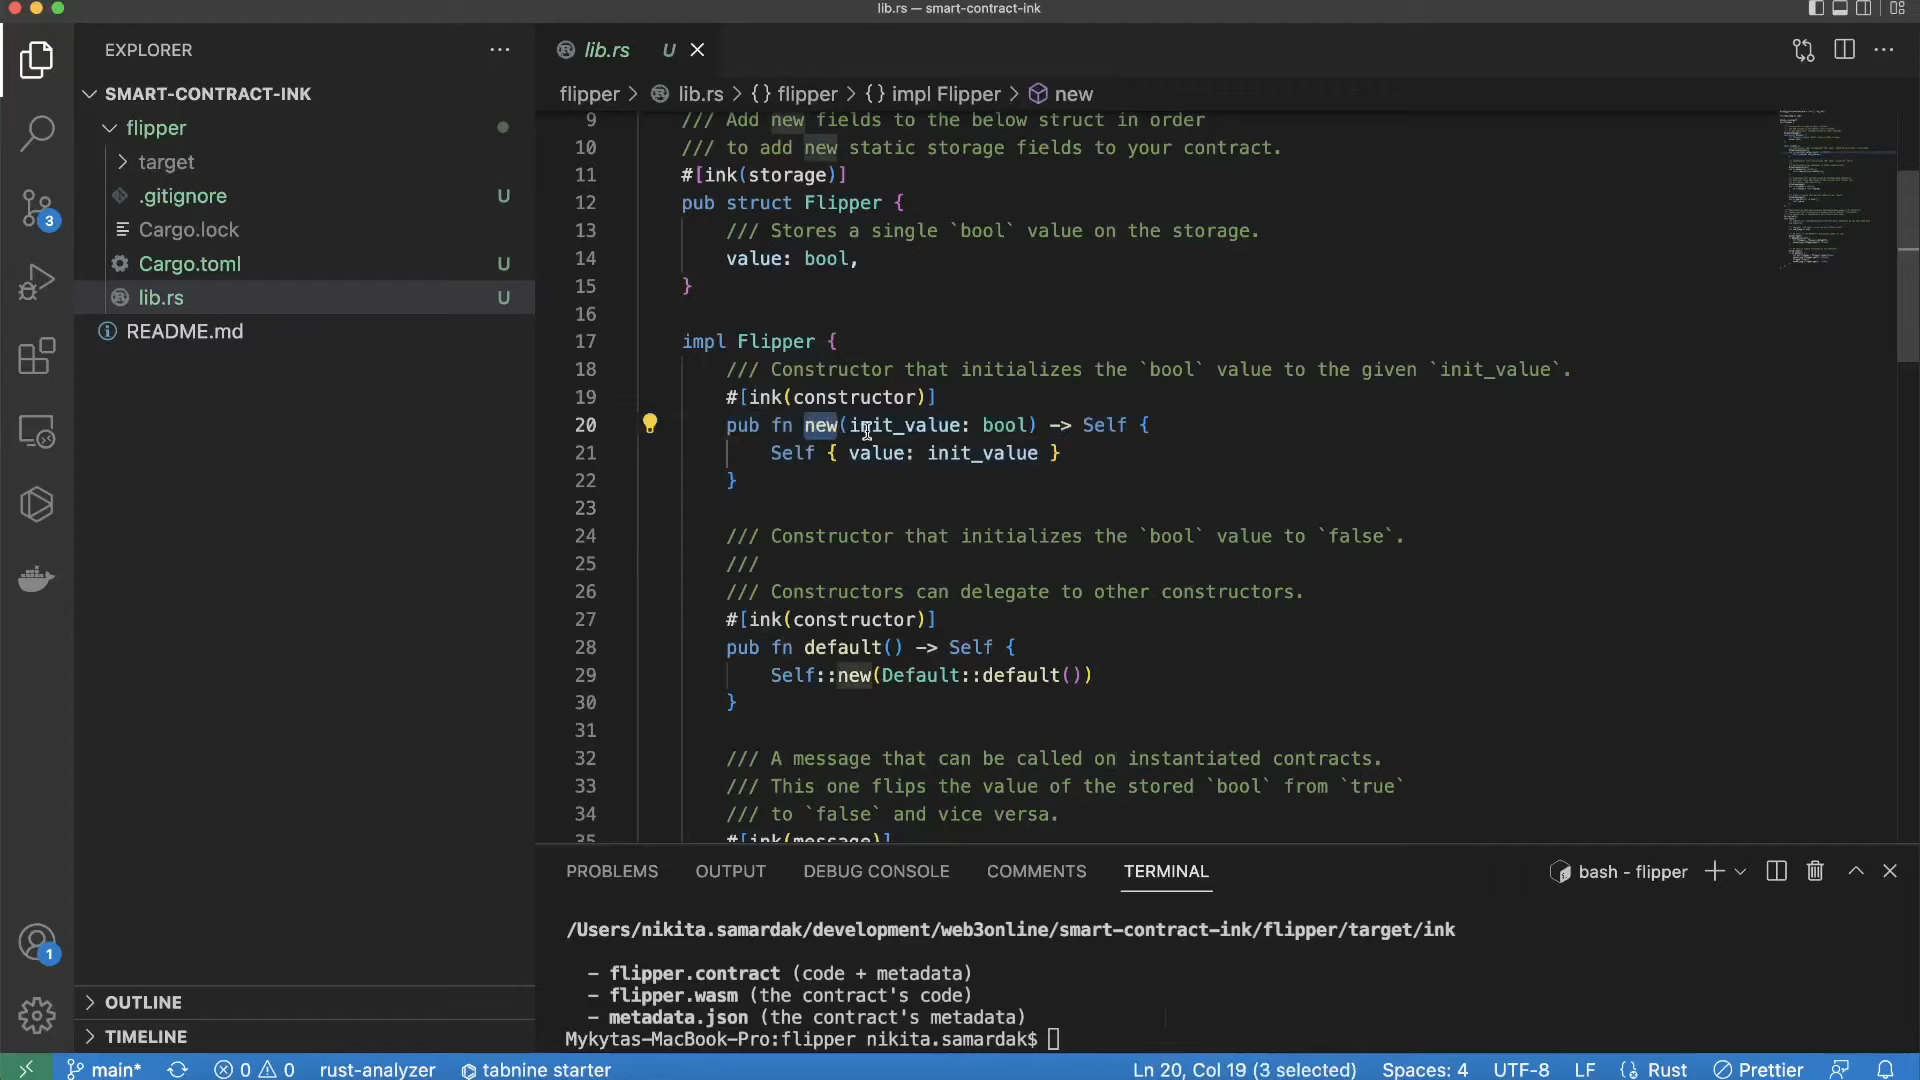 lib.rs — smart-contract-ink
EXPLORER
SMART-CONTRACT-INK
flipper
target
.gitignore U
Cargo.lock
Cargo.toml U
lib.rs U
README.md
OUTLINE
TIMELINE
3
1
lib.rs U
flipper > lib.rs > {} flipper > {} impl Flipper > new
9 /// Add new fields to the below struct in order
10 /// to add new static storage fields to your contract.
11 #[ink(storage)]
12 pub struct Flipper {
13 /// Stores a single `bool` value on the storage.
14 value: bool,
15 }
16
17 impl Flipper {
18 /// Constructor that initializes the `bool` value to the given `init_value`.
19 #[ink(constructor)]
20 pub fn new(init_value: bool) -> Self {
21 Self { value: init_value }
22 }
23
24 /// Constructor that initializes the `bool` value to `false`.
25 ///
26 /// Constructors can delegate to other constructors.
27 #[ink(constructor)]
28 pub fn default() -> Self {
29 Self::new(Default::default())
30 }
31
32 /// A message that can be called on instantiated contracts.
33 /// This one flips the value of the stored `bool` from `true`
34 /// to `false` and vice versa.
35 #[ink(message)]
PROBLEMS OUTPUT DEBUG CONSOLE COMMENTS TERMINAL bash - flipper
/Users/nikita.samardak/development/web3online/smart-contract-ink/flipper/target/ink
- flipper.contract (code + metadata)
- flipper.wasm (the contract's code)
- metadata.json (the contract's metadata)
Mykytas-MacBook-Pro:flipper nikita.samardak$
main* 0 0 rust-analyzer tabnine starter Ln 20, Col 19 (3 selected) Spaces: 4 UTF-8 LF {} Rust Prettier